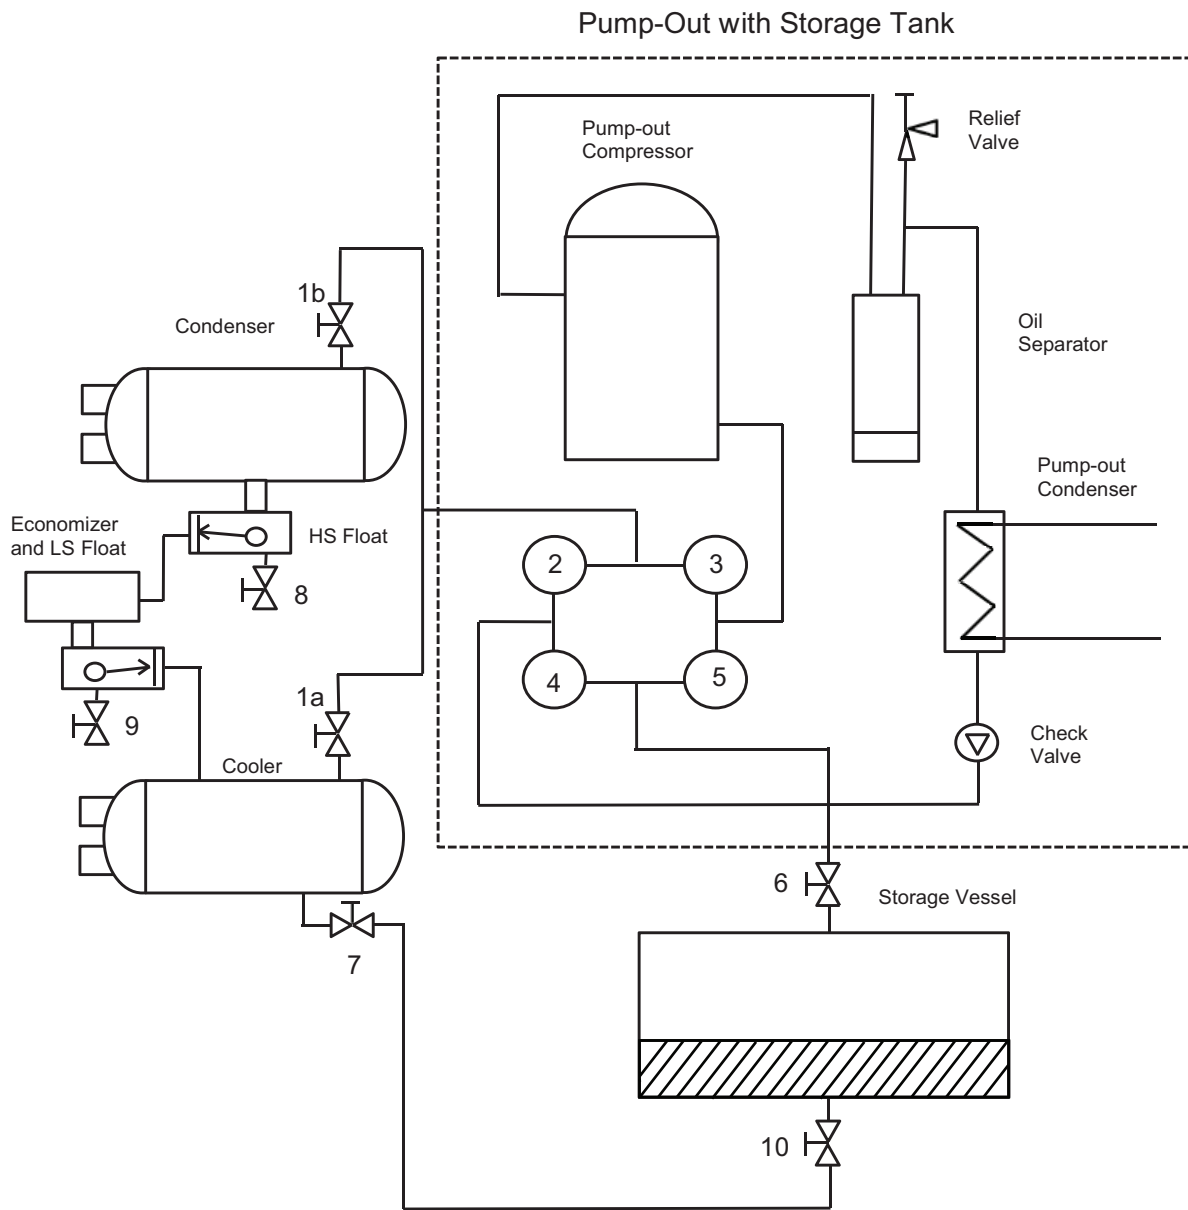 Pump-Out with Storage Tank
Pump-out
Compressor
Relief
Valve
1b
Condenser
Oil
Separator
Pump-out
Condenser
Economizer
and LS Float
HS Float
2
3
8
4
5
1a
9
Check
Valve
Cooler
6
Storage Vessel
7
10